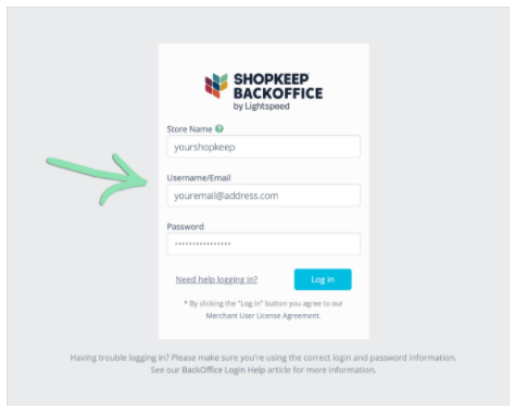 SHOPKEEP
BACKOFFICE
by Lightspeed
Store Name ?
yourshopkeep
Username/Email
youremail@address.com
Password
****************
Need help logging in?
Log in
* By clicking the "Log In" button you agree to our
Merchant User License Agreement.
Having trouble logging in? Please make sure you're using the correct login and password information.
See our BackOffice Login Help article for more information.